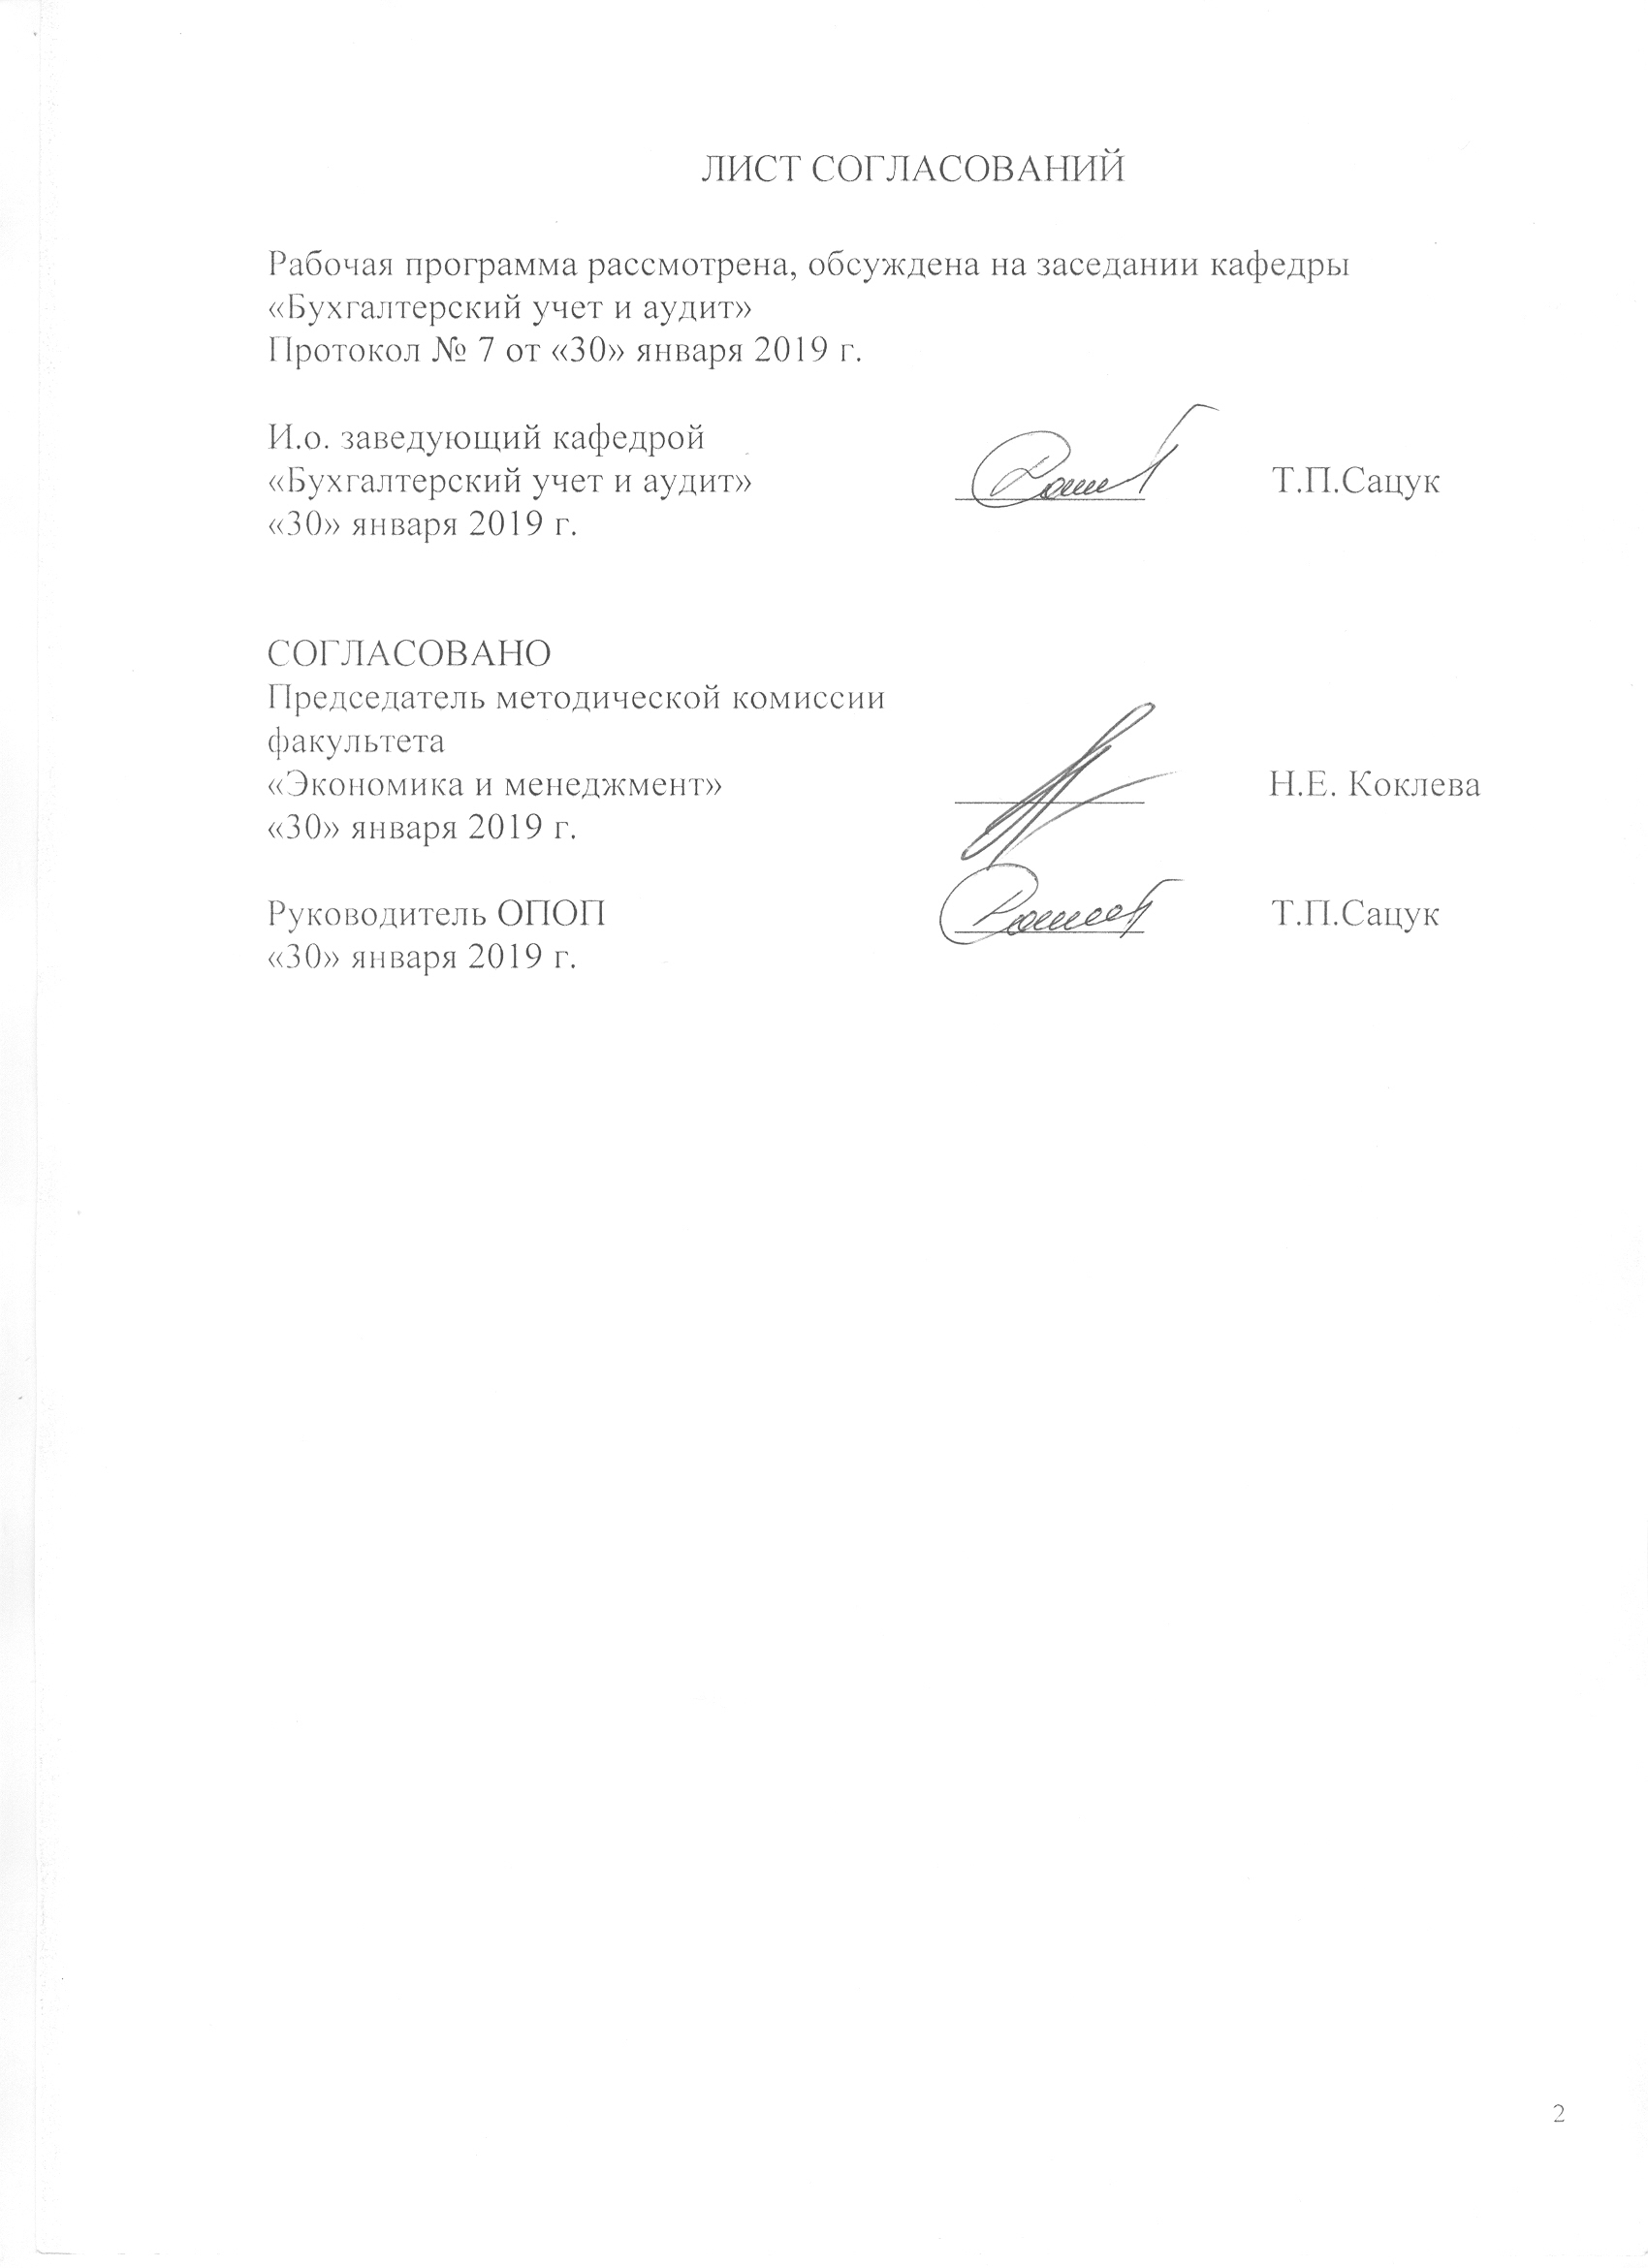 ЛИСТ СОГЛАСОВАНИЙ
Рабочая программа рассмотрена, обсуждена на заседании кафедры
«Бухгалтерский учет и аудит»
Протокол № 7 от «30» января 2019 г.
И.о. заведующий кафедрой
«Бухгалтерский учет и аудит» Т.П.Сацук
«30» января 2019 г.
СОГЛАСОВАНО
Председатель методической комиссии
факультета
«Экономика и менеджмент» Н.Е. Коклева
«30» января 2019 г.
Руководитель ОПОП Т.П.Сацук
«30» января 2019 г.
2